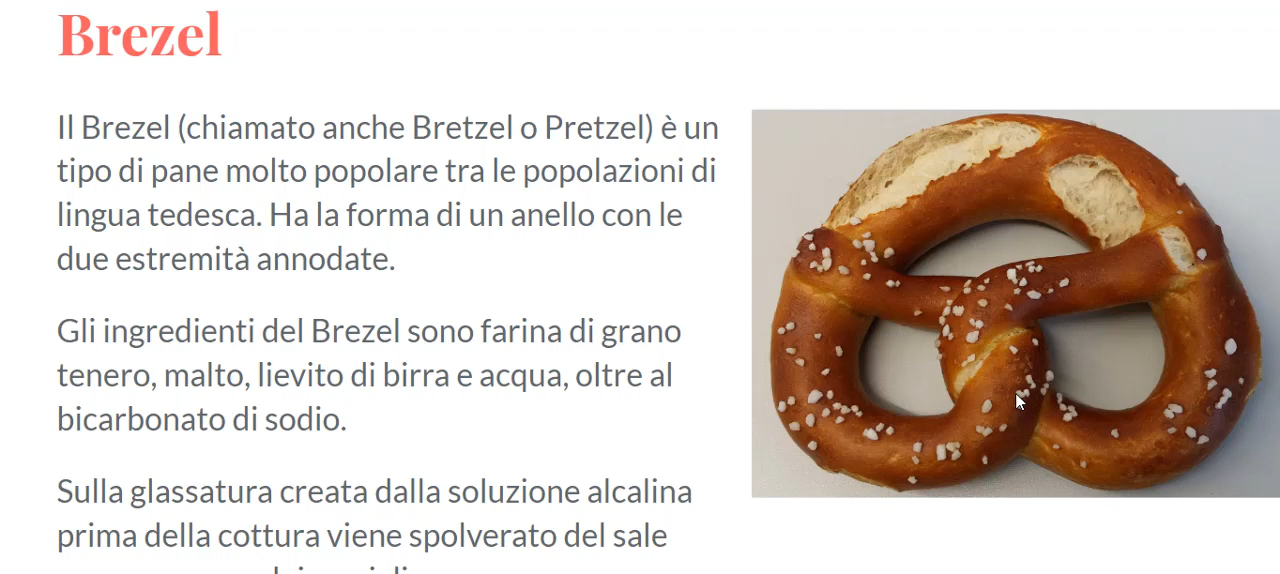 Brezel
Il Brezel (chiamato anche Bretzel o Pretzel) è un
tipo di pane molto popolare tra le popolazioni di
lingua tedesca. Ha la forma di un anello con le
due estremità annodate.
Gli ingredienti del Brezel sono farina di grano
tenero, malto, lievito di birra e acqua, oltre al
bicarbonato di sodio.
Sulla glassatura creata dalla soluzione alcalina
prima della cottura viene spolverato del sale